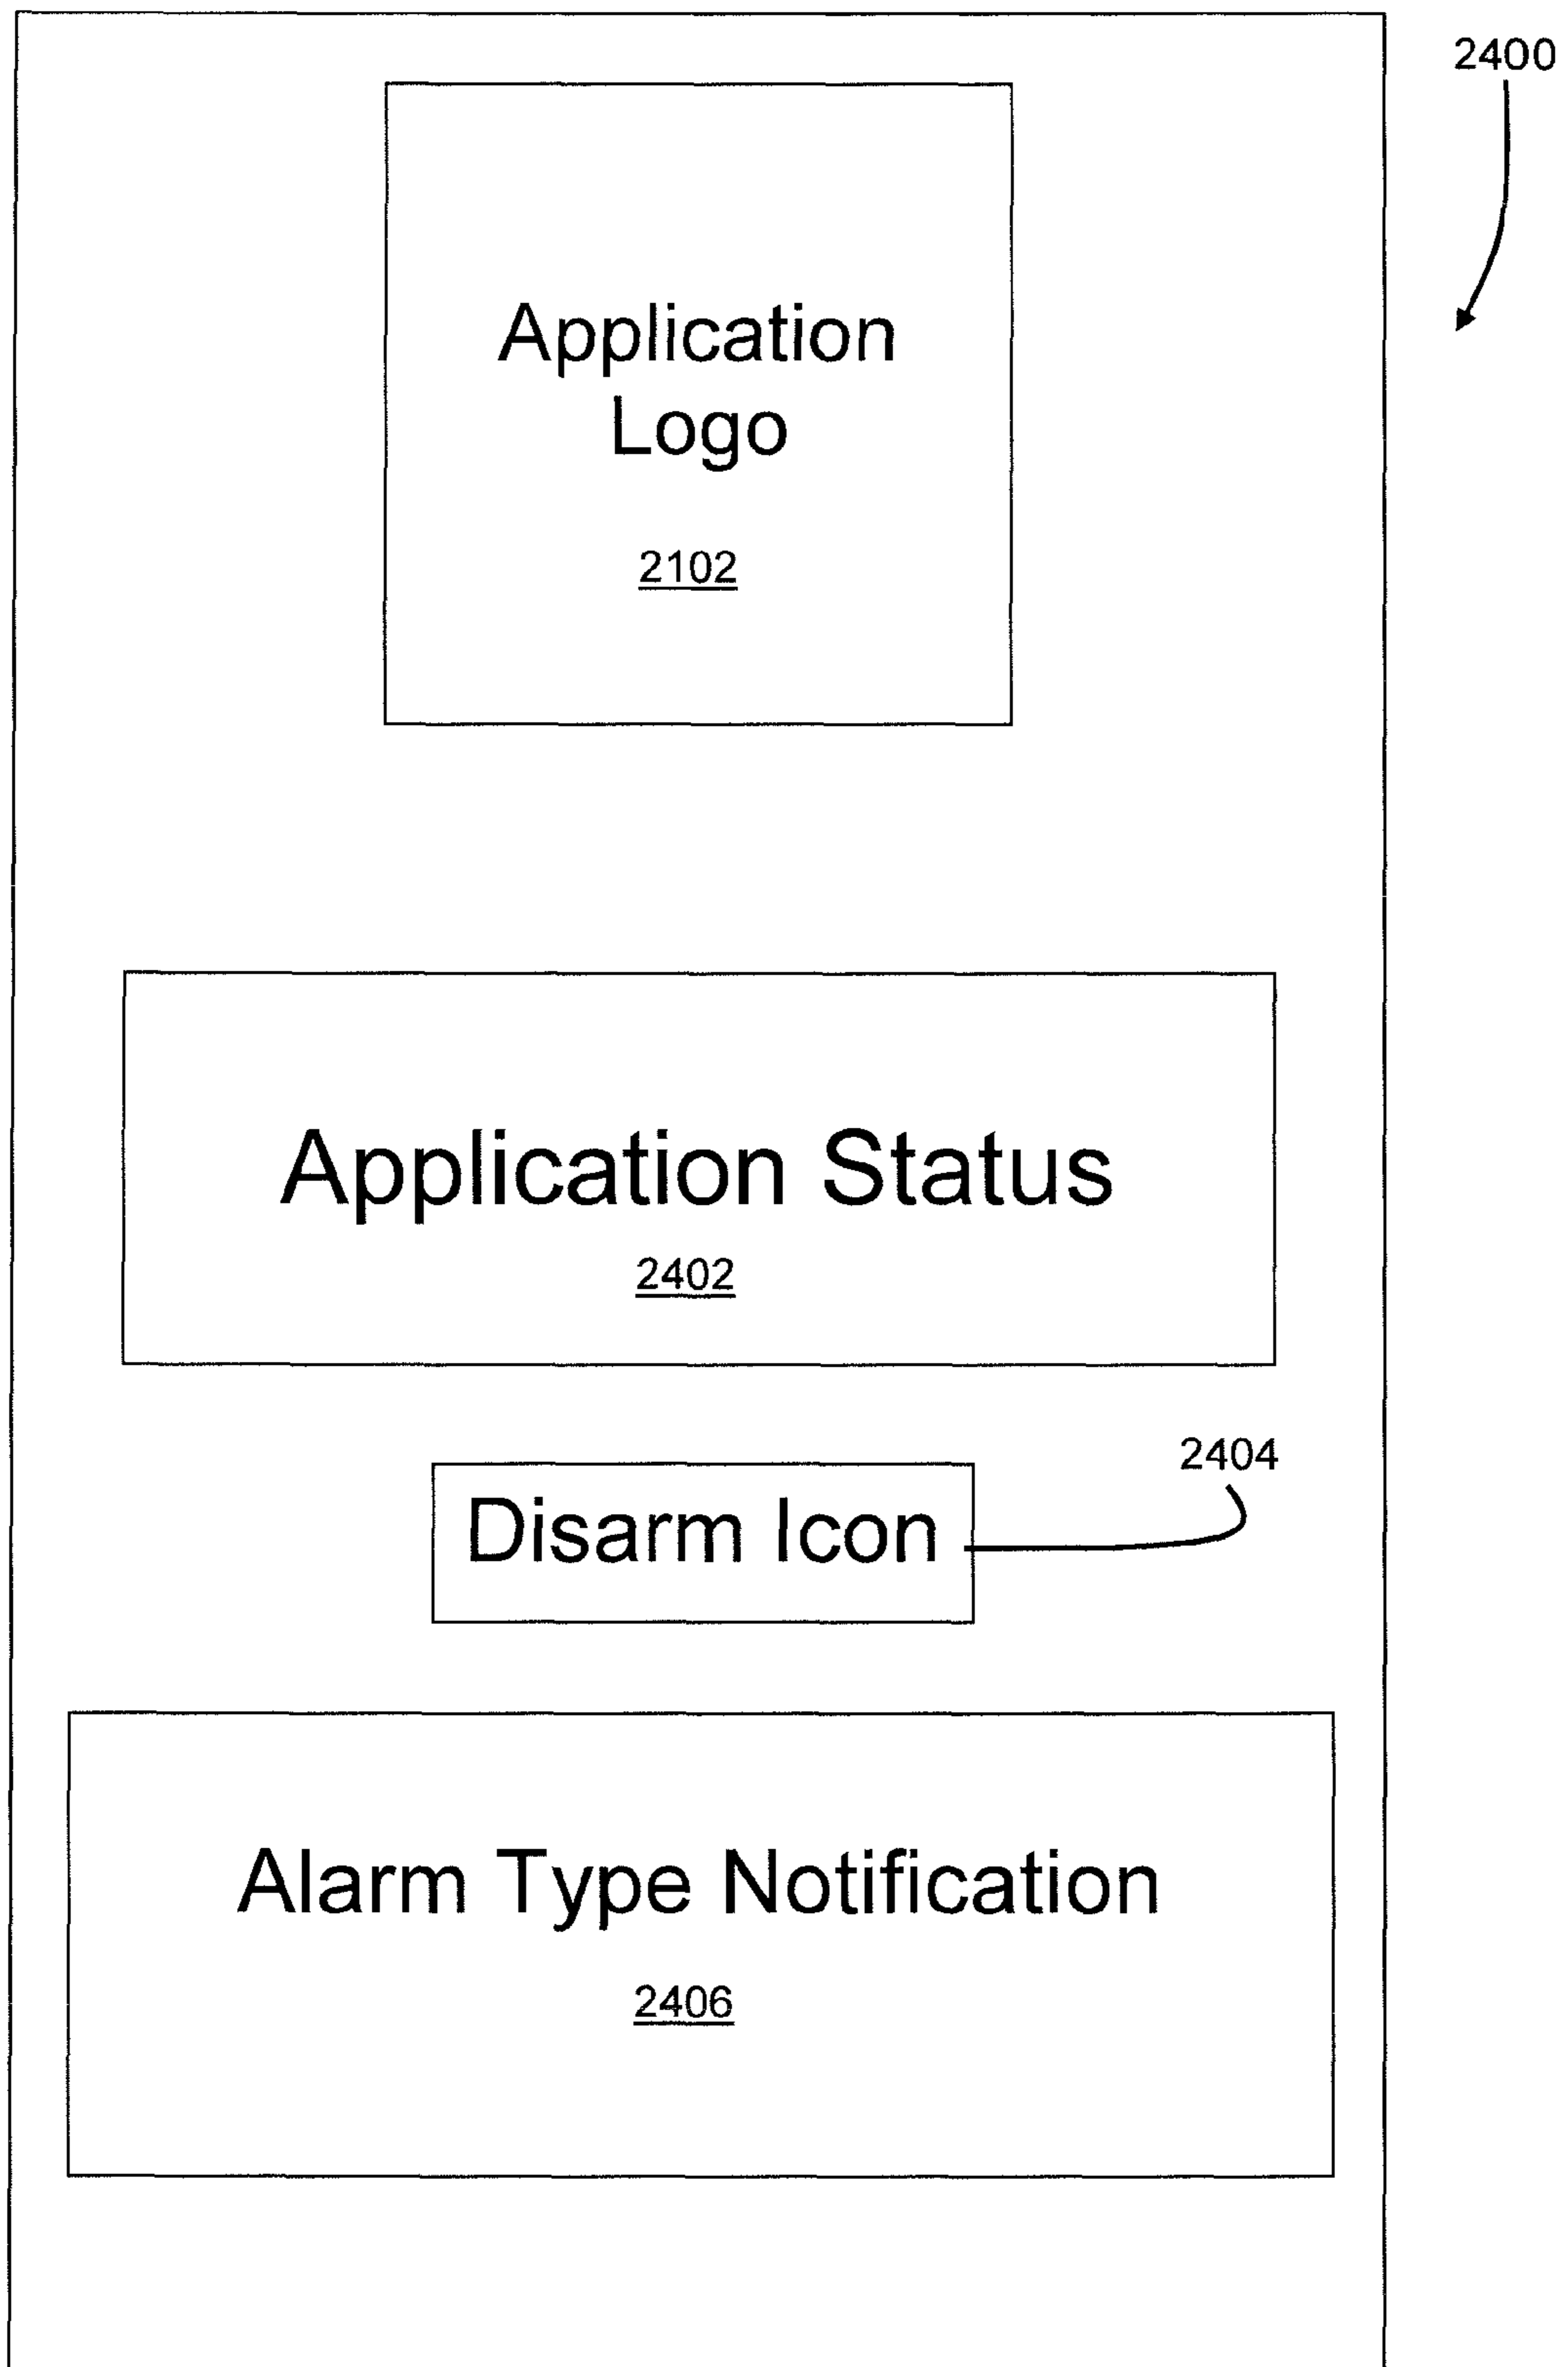 2400
Application
Logo
2102
Application Status
2402
2404
Disarm Icon
Alarm Type Notification
2406